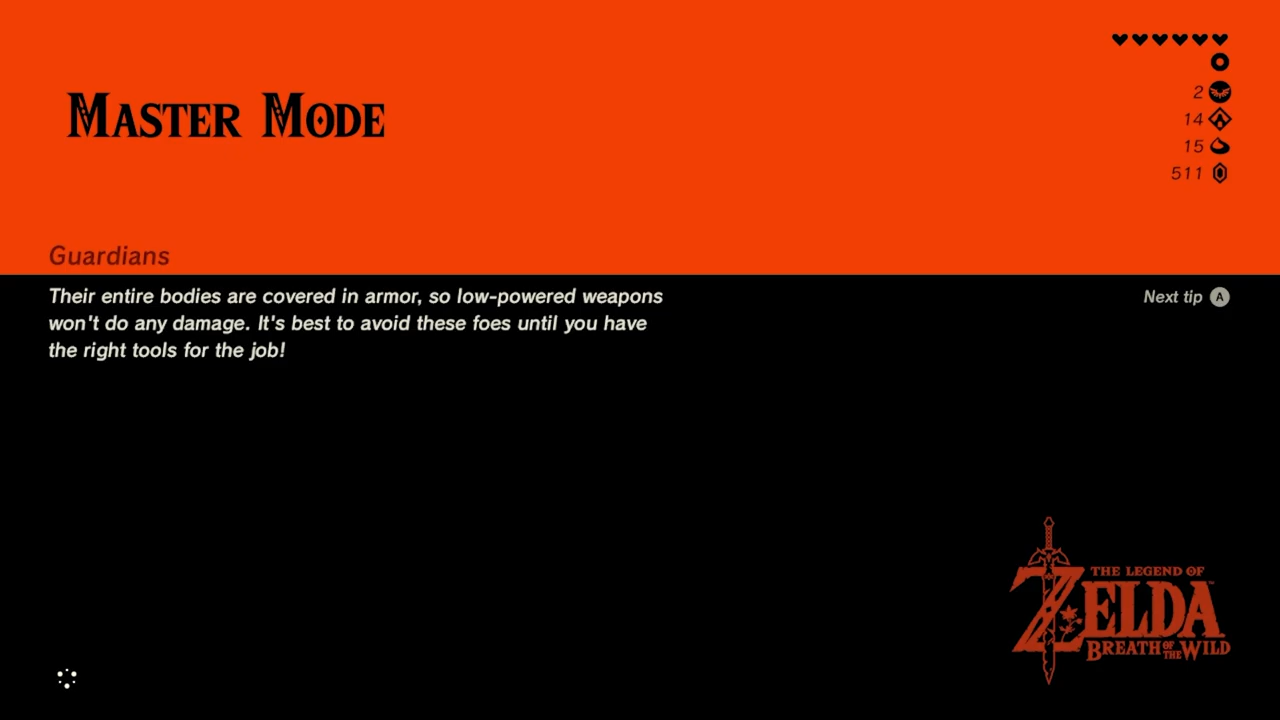 Master Mode
2
14
15
511
Guardians
Their entire bodies are covered in armor, so low-powered weapons
won't do any damage. It's best to avoid these foes until you have
the right tools for the job!
Next tip A
THE LEGEND OF
ZELDA™
BREATH OF THE WILD